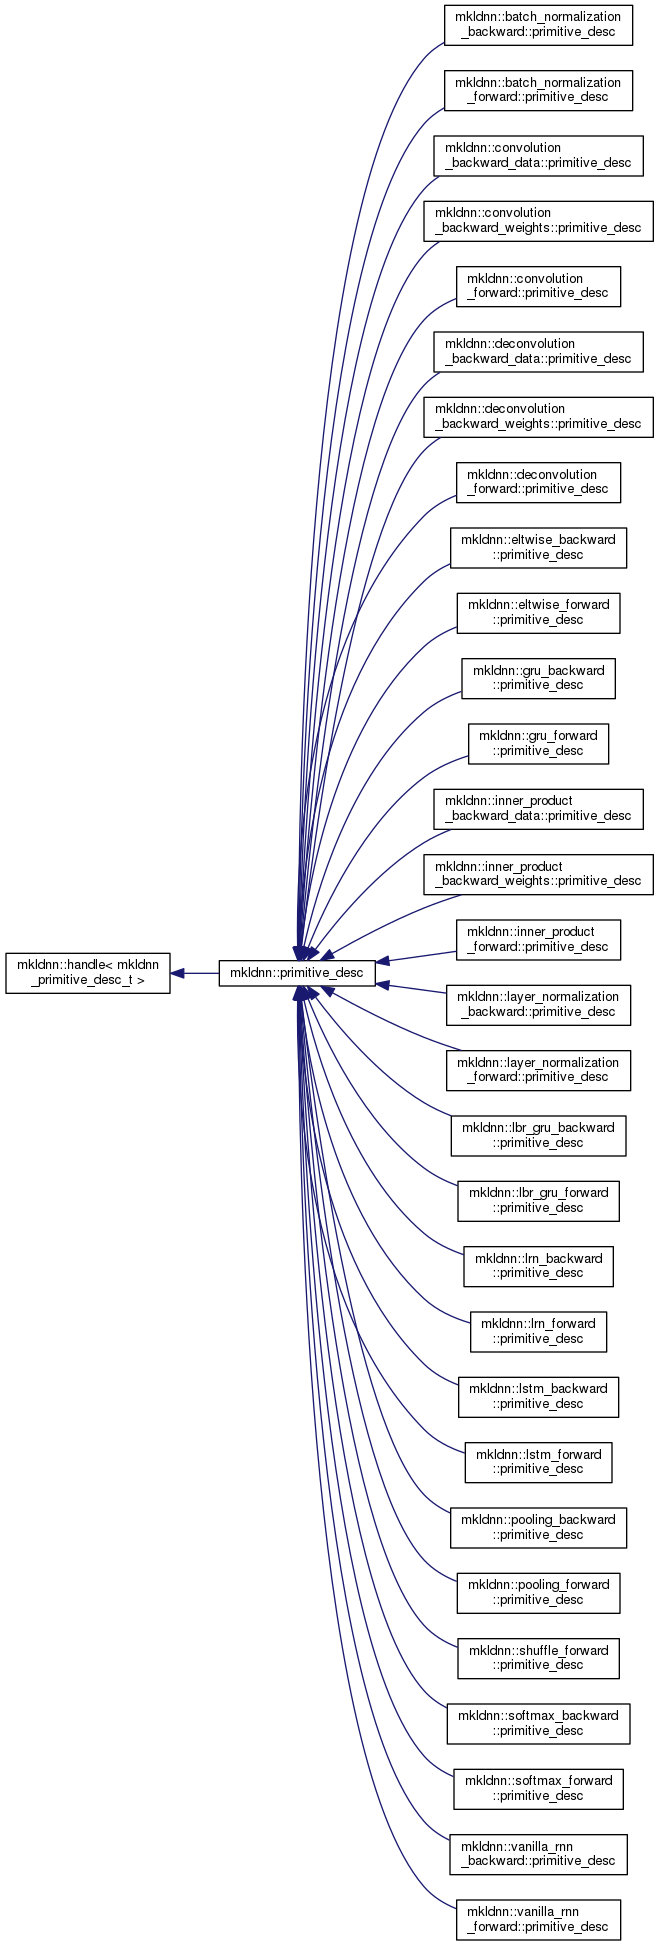 mkldnn::batch_normalization
_backward::primitive_desc
mkldnn::batch_normalization
_forward::primitive_desc
mkldnn::convolution
_backward_data::primitive_desc
mkldnn::convolution
_backward_weights::primitive_desc
mkldnn::convolution
_forward::primitive_desc
mkldnn::deconvolution
_backward_data::primitive_desc
mkldnn::deconvolution
_backward_weights::primitive_desc
mkldnn::deconvolution
_forward::primitive_desc
mkldnn::eltwise_backward
::primitive_desc
mkldnn::eltwise_forward
::primitive_desc
mkldnn::gru_backward
::primitive_desc
mkldnn::gru_forward
::primitive_desc
mkldnn::inner_product
_backward_data::primitive_desc
mkldnn::inner_product
_backward_weights::primitive_desc
mkldnn::inner_product
_forward::primitive_desc
mkldnn::handle< mkldnn
_primitive_desc_t >
mkldnn::primitive_desc
mkldnn::layer_normalization
_backward::primitive_desc
mkldnn::layer_normalization
_forward::primitive_desc
mkldnn::lbr_gru_backward
::primitive_desc
mkldnn::lbr_gru_forward
::primitive_desc
mkldnn::lrn_backward
::primitive_desc
mkldnn::lrn_forward
::primitive_desc
mkldnn::lstm_backward
::primitive_desc
mkldnn::lstm_forward
::primitive_desc
mkldnn::pooling_backward
::primitive_desc
mkldnn::pooling_forward
::primitive_desc
mkldnn::shuffle_forward
::primitive_desc
mkldnn::softmax_backward
::primitive_desc
mkldnn::softmax_forward
::primitive_desc
mkldnn::vanilla_rnn
_backward::primitive_desc
mkldnn::vanilla_rnn
_forward::primitive_desc